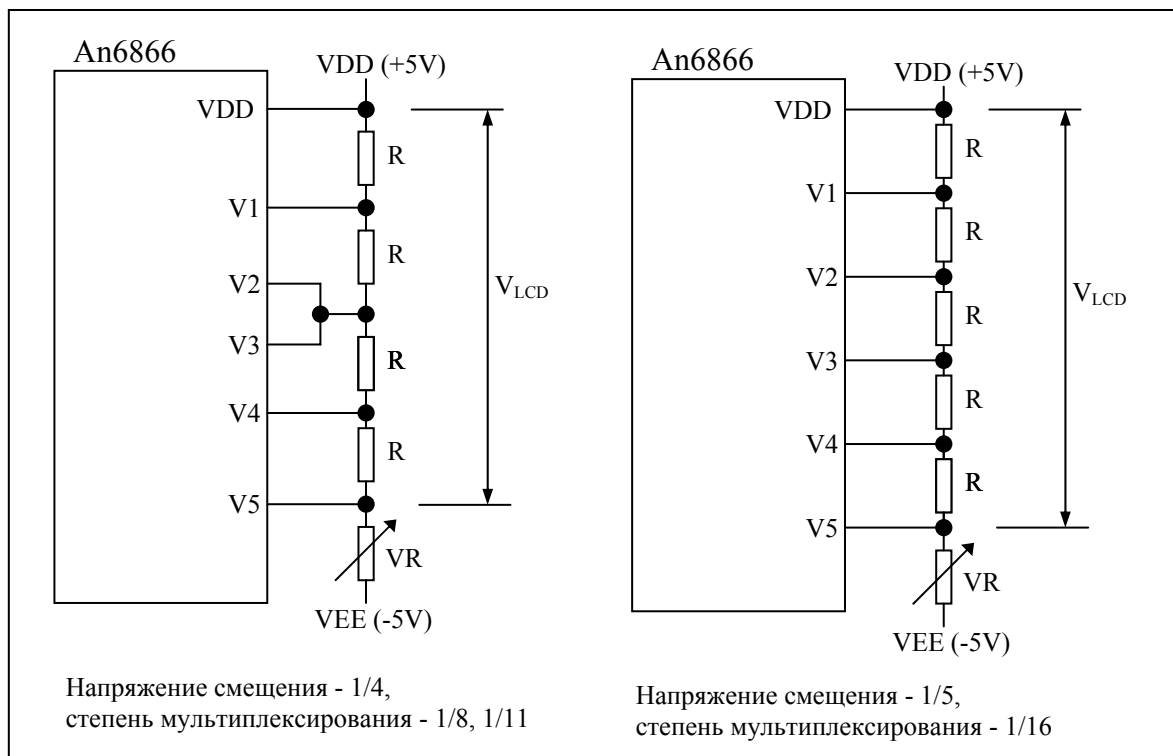 An6866
VDD (+5V)
VDD
R
V1
R
V2
V_LCD
V3
R
V4
R
V5
VR
VEE (-5V)
Напряжение смещения - 1/4,
степень мультиплексирования - 1/8, 1/11
An6866
VDD (+5V)
VDD
R
V1
R
V2
V_LCD
R
V3
R
V4
R
V5
VR
VEE (-5V)
Напряжение смещения - 1/5,
степень мультиплексирования - 1/16